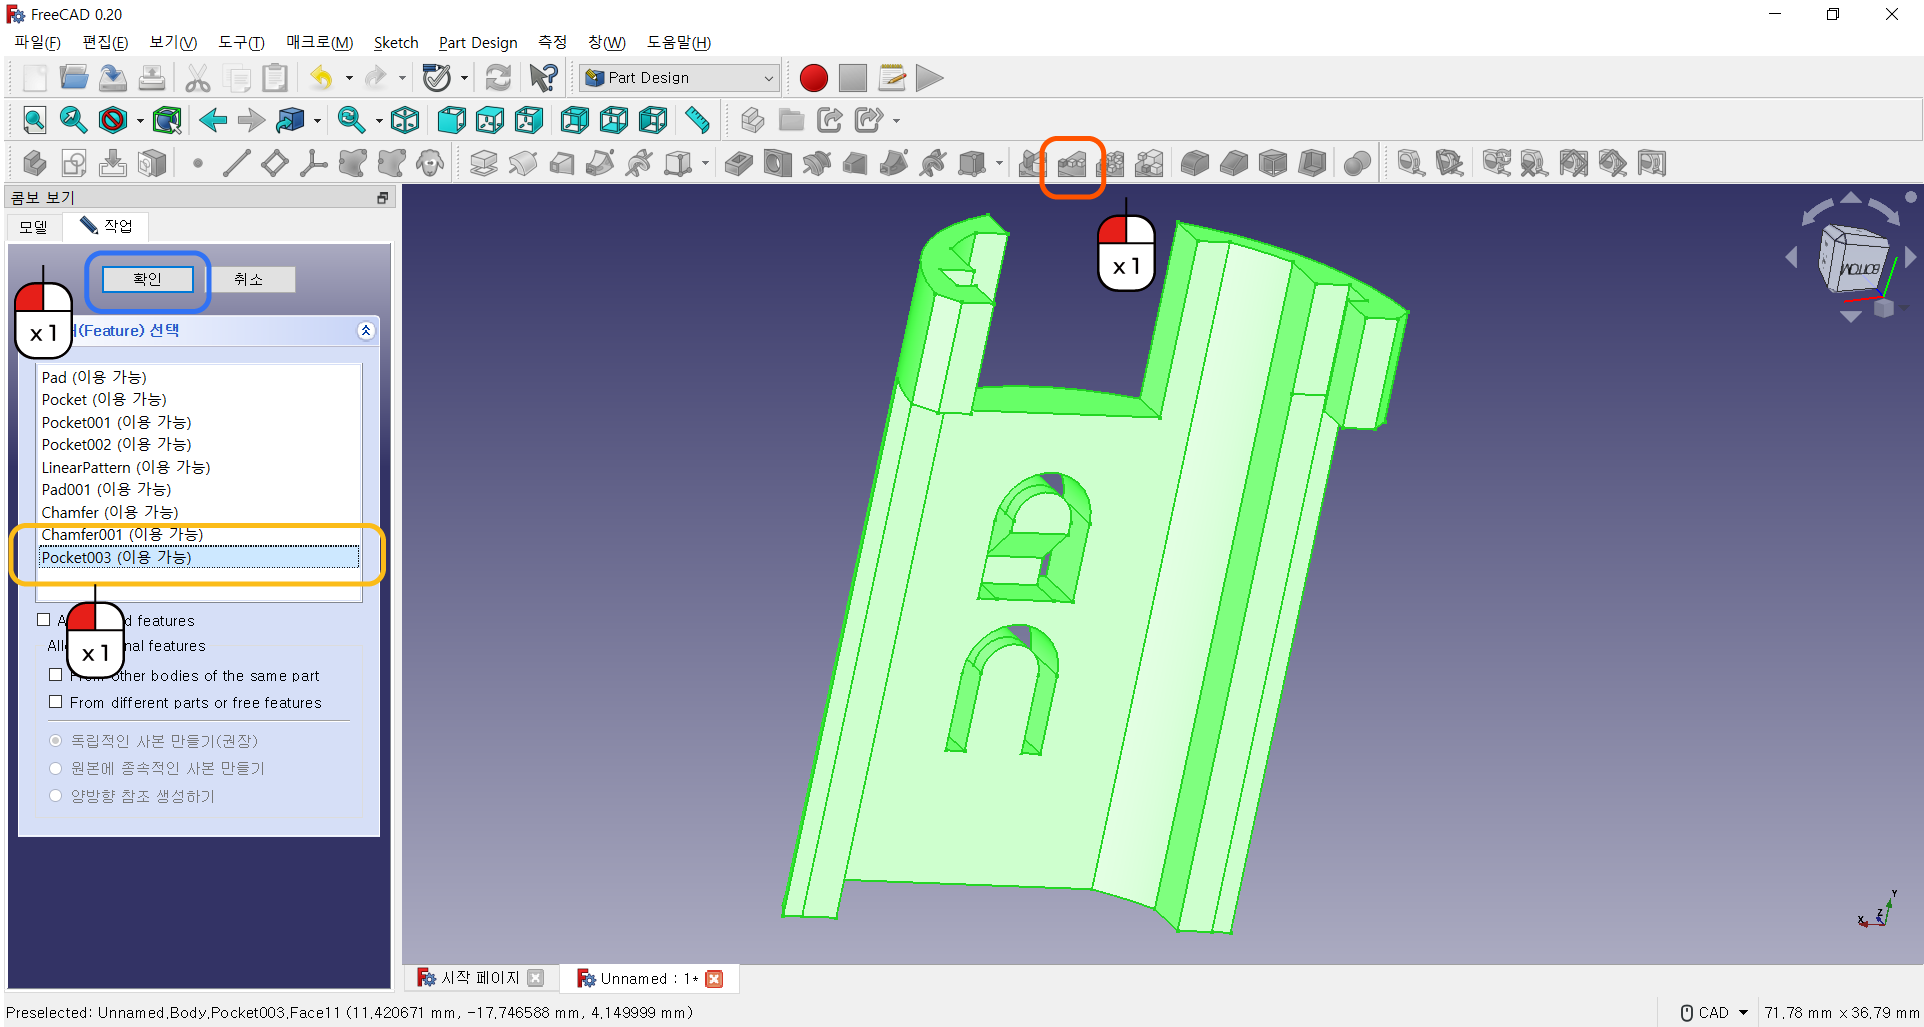 FreeCAD 0.20
파일(F) 편집(E) 보기(V) 도구(T) 매크로(M) Sketch Part Design 측정 창(W) 도움말(H)
Part Design
콤보 보기
모델 작업
확인 취소
x 1
x 1
(Feature) 선택
BOTTOM
Pad (이용 가능)
Pocket (이용 가능)
Pocket001 (이용 가능)
Pocket002 (이용 가능)
LinearPattern (이용 가능)
Pad001 (이용 가능)
Chamfer (이용 가능)
Chamfer001 (이용 가능)
Pocket003 (이용 가능)
features
features
x 1
other bodies of the same part
From different parts or free features
독립적인 사본 만들기(권장)
원본에 종속적인 사본 만들기
양방향 참조 생성하기
Y
Z
X
시작 페이지 Unnamed : 1*
Preselected: Unnamed.Body.Pocket003.Face11 (11.420671 mm, -17.746588 mm, 4.149999 mm) CAD 71.78 mm x 36.79 mm